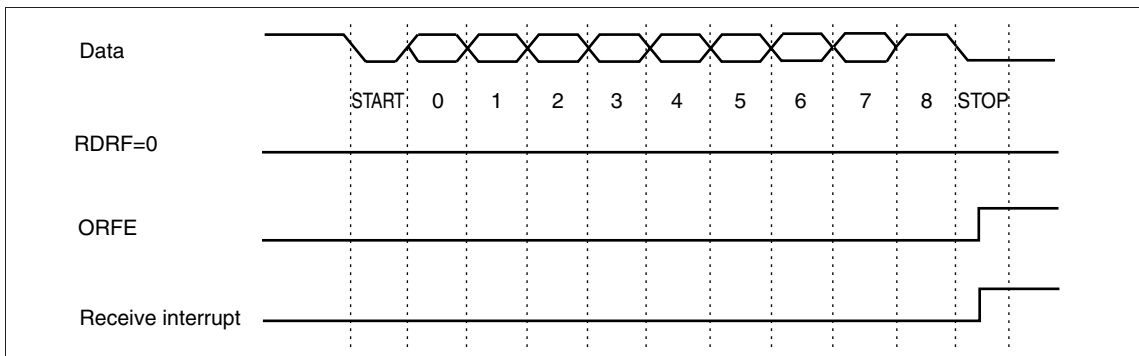 Data
START 0 1 2 3 4 5 6 7 8 STOP
RDRF=0
ORFE
Receive interrupt